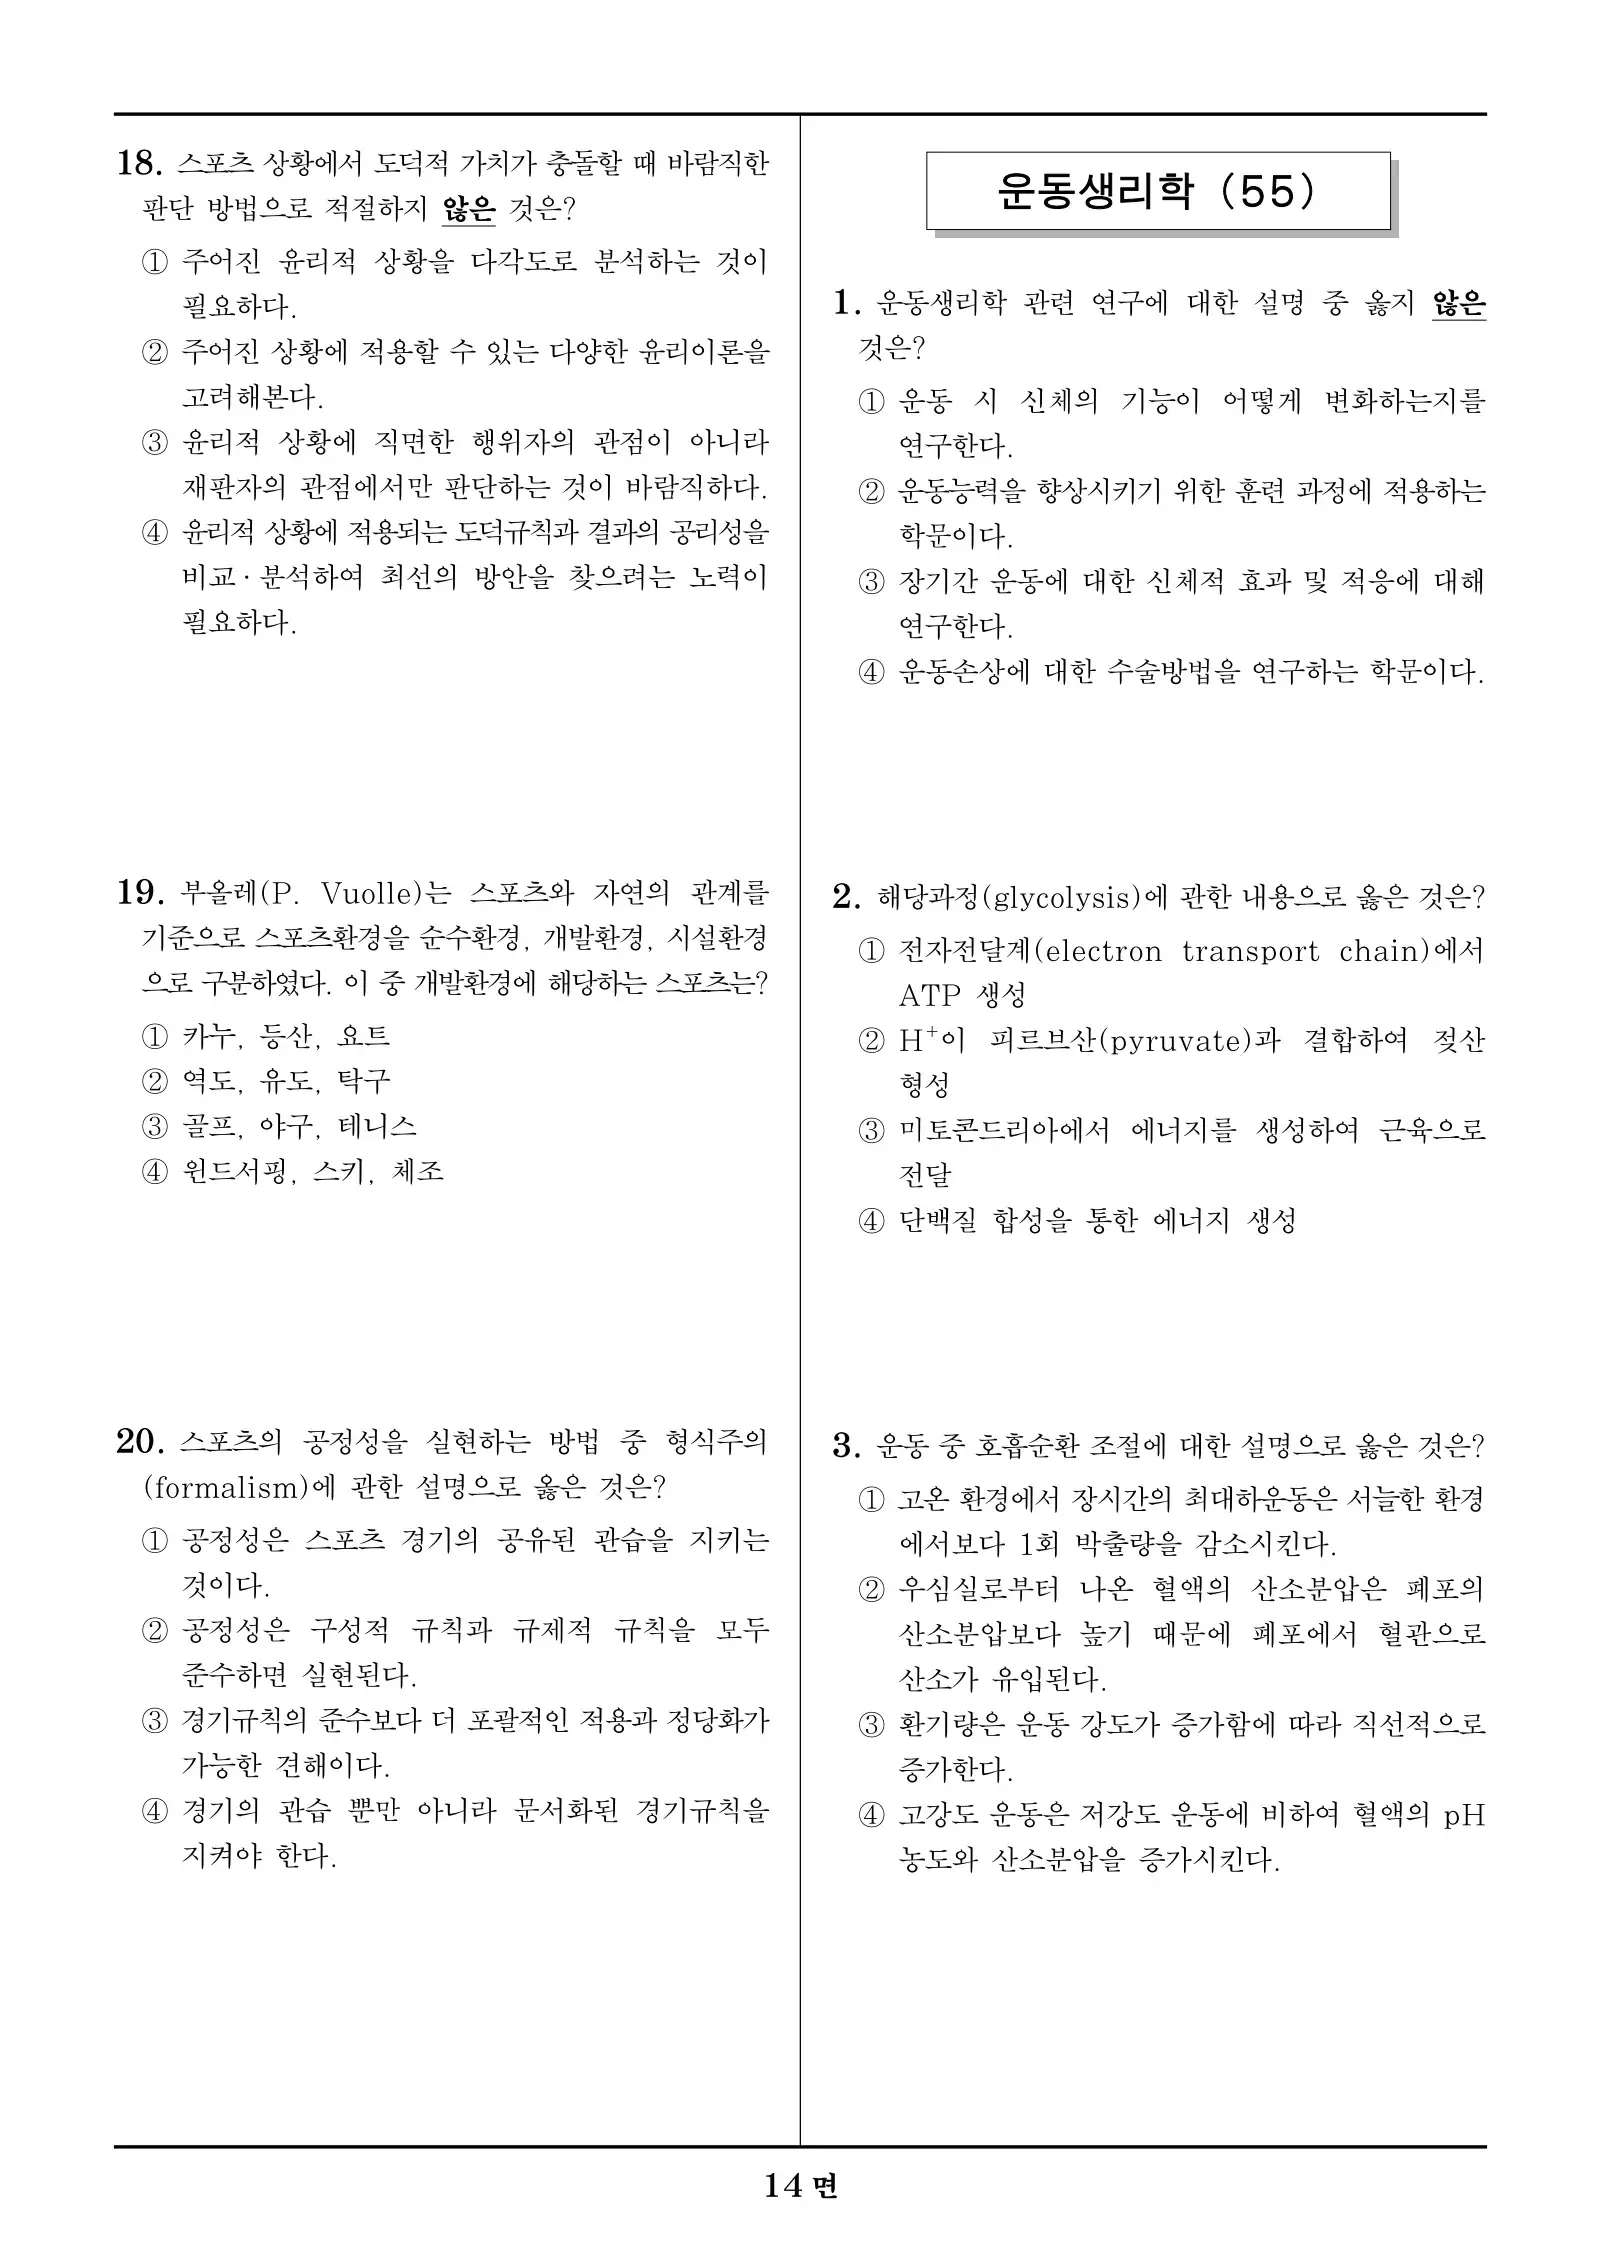 18. 스포츠 상황에서 도덕적 가치가 충돌할 때 바람직한
판단 방법으로 적절하지 않은 것은?
① 주어진 윤리적 상황을 다각도로 분석하는 것이
필요하다.
② 주어진 상황에 적용할 수 있는 다양한 윤리이론을
고려해본다.
③ 윤리적 상황에 직면한 행위자의 관점이 아니라
재판자의 관점에서만 판단하는 것이 바람직하다.
④ 윤리적 상황에 적용되는 도덕규칙과 결과의 공리성을
비교·분석하여 최선의 방안을 찾으려는 노력이
필요하다.
19. 부올레(P. Vuolle)는 스포츠와 자연의 관계를
기준으로 스포츠환경을 순수환경, 개발환경, 시설환경
으로 구분하였다. 이 중 개발환경에 해당하는 스포츠는?
① 카누, 등산, 요트
② 역도, 유도, 탁구
③ 골프, 야구, 테니스
④ 윈드서핑, 스키, 체조
20. 스포츠의 공정성을 실현하는 방법 중 형식주의
(formalism)에 관한 설명으로 옳은 것은?
① 공정성은 스포츠 경기의 공유된 관습을 지키는
것이다.
② 공정성은 구성적 규칙과 규제적 규칙을 모두
준수하면 실현된다.
③ 경기규칙의 준수보다 더 포괄적인 적용과 정당화가
가능한 견해이다.
④ 경기의 관습 뿐만 아니라 문서화된 경기규칙을
지켜야 한다.
운동생리학 (55)
1. 운동생리학 관련 연구에 대한 설명 중 옳지 않은
것은?
① 운동 시 신체의 기능이 어떻게 변화하는지를
연구한다.
② 운동능력을 향상시키기 위한 훈련 과정에 적용하는
학문이다.
③ 장기간 운동에 대한 신체적 효과 및 적응에 대해
연구한다.
④ 운동손상에 대한 수술방법을 연구하는 학문이다.
2. 해당과정(glycolysis)에 관한 내용으로 옳은 것은?
① 전자전달계(electron transport chain)에서
ATP 생성
② H⁺이 피르브산(pyruvate)과 결합하여 젖산
형성
③ 미토콘드리아에서 에너지를 생성하여 근육으로
전달
④ 단백질 합성을 통한 에너지 생성
3. 운동 중 호흡순환 조절에 대한 설명으로 옳은 것은?
① 고온 환경에서 장시간의 최대하운동은 서늘한 환경
에서보다 1회 박출량을 감소시킨다.
② 우심실로부터 나온 혈액의 산소분압은 폐포의
산소분압보다 높기 때문에 폐포에서 혈관으로
산소가 유입된다.
③ 환기량은 운동 강도가 증가함에 따라 직선적으로
증가한다.
④ 고강도 운동은 저강도 운동에 비하여 혈액의 pH
농도와 산소분압을 증가시킨다.
14 면